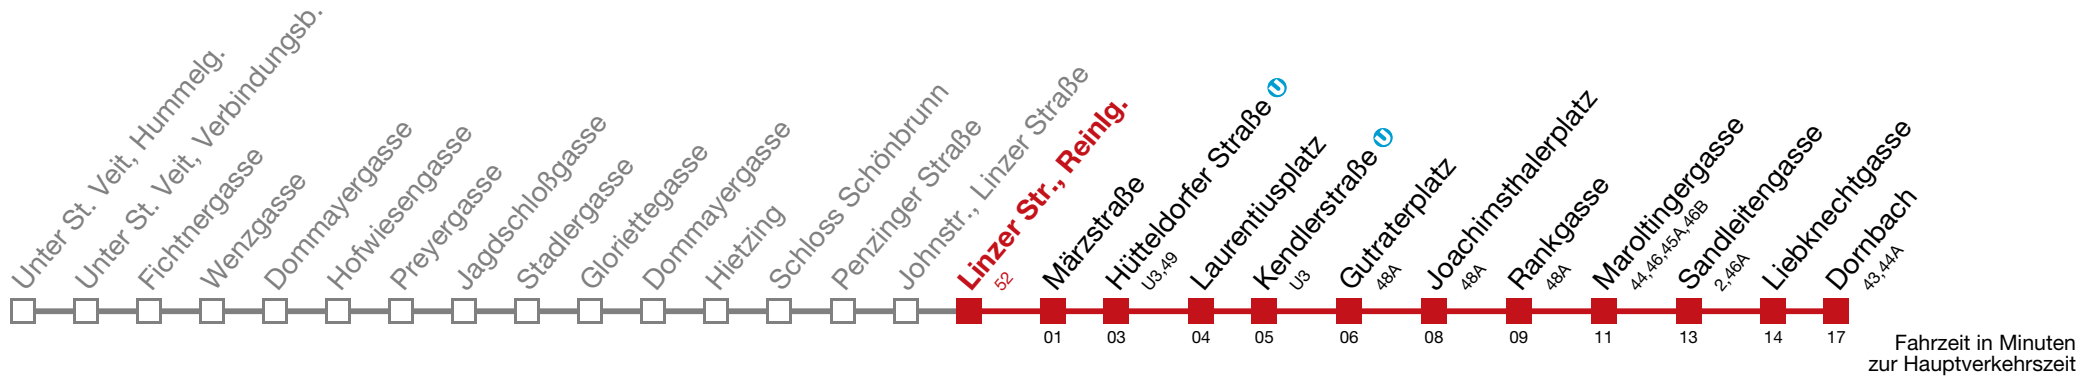 Unter St. Veit, Hummelg.
Unter St. Veit, Verbindungsb.
Fichtnergasse
Wenzgasse
Dommayergasse
Hofwiesengasse
Preyergasse
Jagdschloßgasse
Stadlergasse
Gloriettegasse
Dommayergasse
Hietzing
Schloss Schönbrunn
Penzinger Straße
Johnstr., Linzer Straße
Linzer Str., Reinlg.
52
Märzstraße
Hütteldorfer Straße U
U3,49
Laurentiusplatz
Kendlerstraße U
U3
Gutraterplatz
48A
Joachimsthalerplatz
48A
Rankgasse
48A
Maroltingergasse
44,46,45A,46B
Sandleitengasse
2,46A
Liebknechtgasse
Dornbach
43,44A
01 03 04 05 06 08 09 11 13 14 17
Fahrzeit in Minuten
zur Hauptverkehrszeit